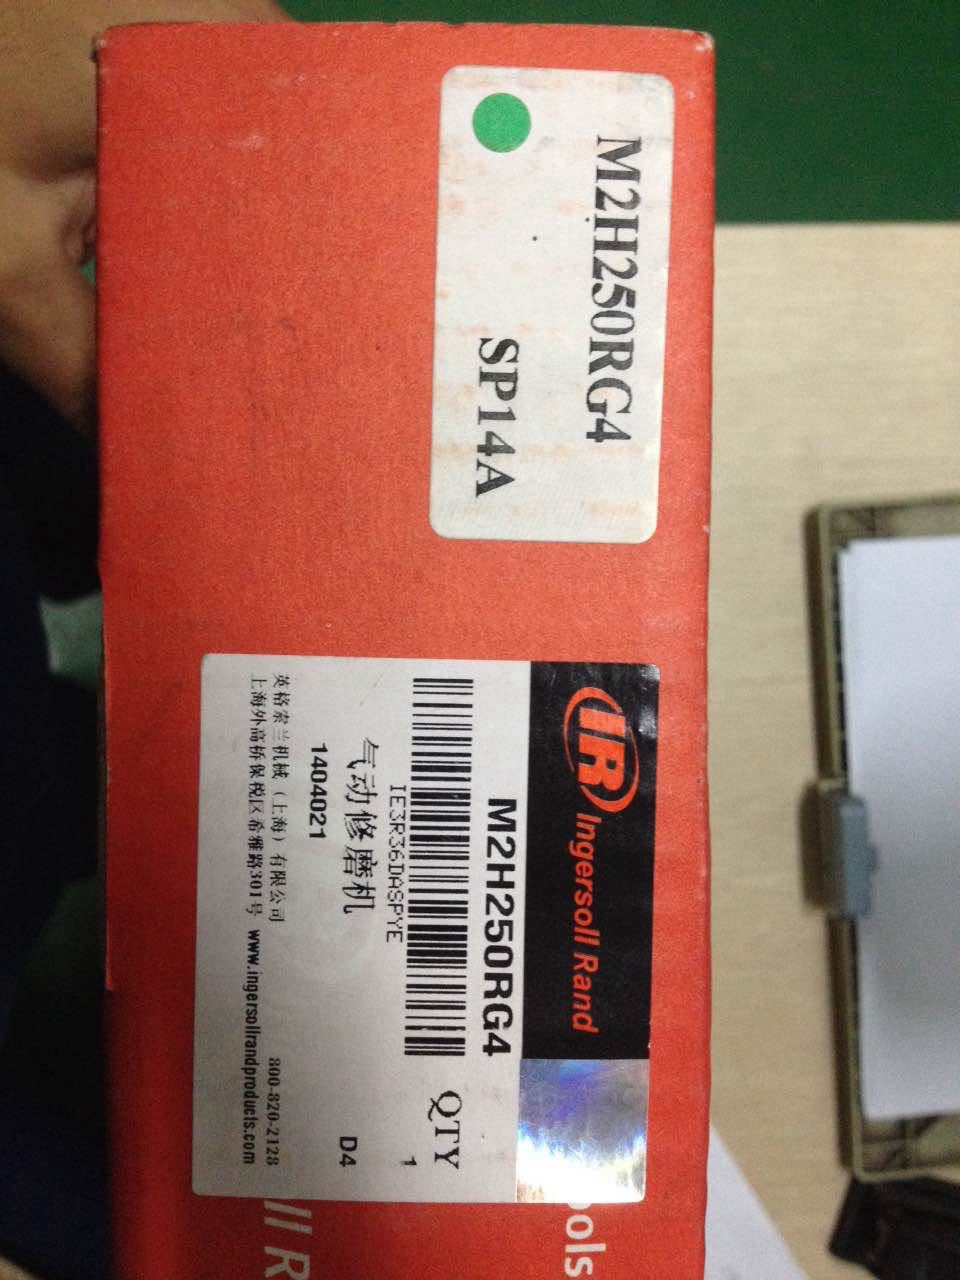 M2H250RG4
SP14A
IR Ingersoll Rand
M2H250RG4
QTY
IE3R36DASPYE
1
气动修磨机
1404021
D4
英格索兰机械（上海）有限公司
800-820-2128
上海外高桥保税区希雅路301号
www.ingersollrandproducts.com
ools
ll R